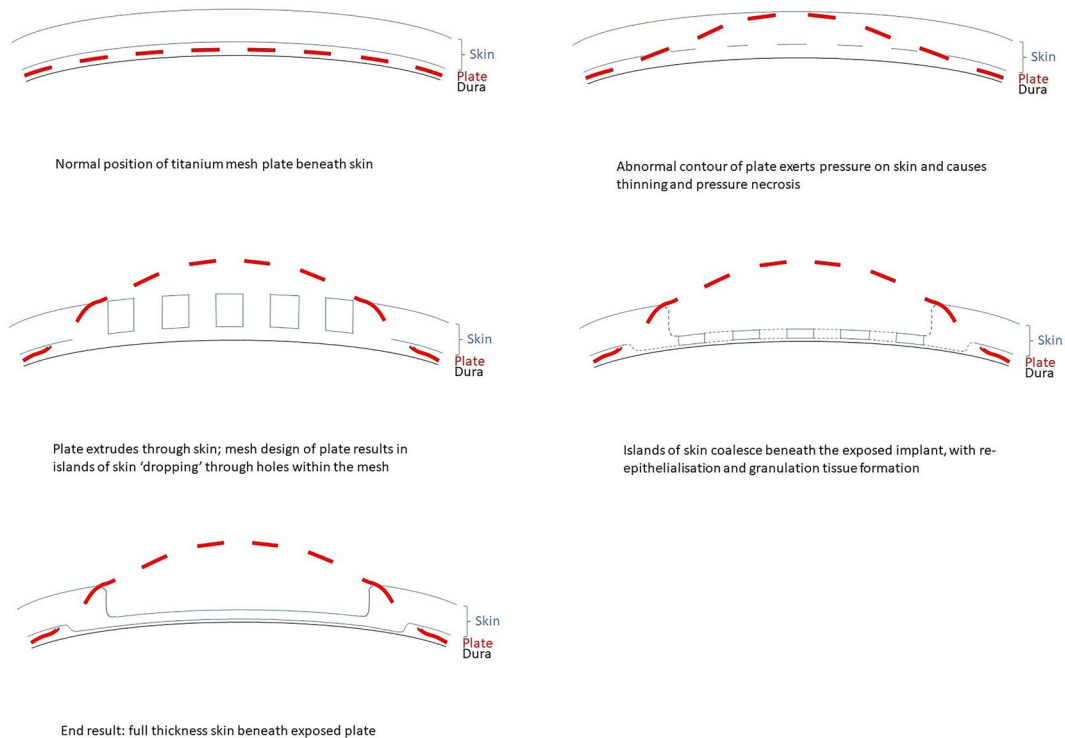 Skin
Plate
Dura
Normal position of titanium mesh plate beneath skin
Skin
Plate
Dura
Abnormal contour of plate exerts pressure on skin and causes
thinning and pressure necrosis
Skin
Plate
Dura
Plate extrudes through skin; mesh design of plate results in
islands of skin ‘dropping’ through holes within the mesh
Skin
Plate
Dura
Islands of skin coalesce beneath the exposed implant, with re-
epithelialisation and granulation tissue formation
Skin
Plate
Dura
End result: full thickness skin beneath exposed plate